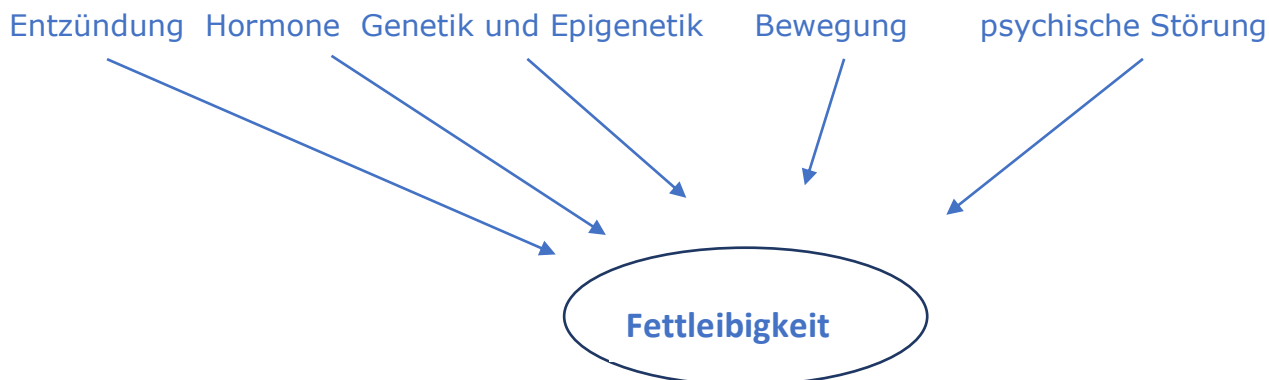 Entzündung Hormone Genetik und Epigenetik Bewegung psychische Störung
Fettleibigkeit